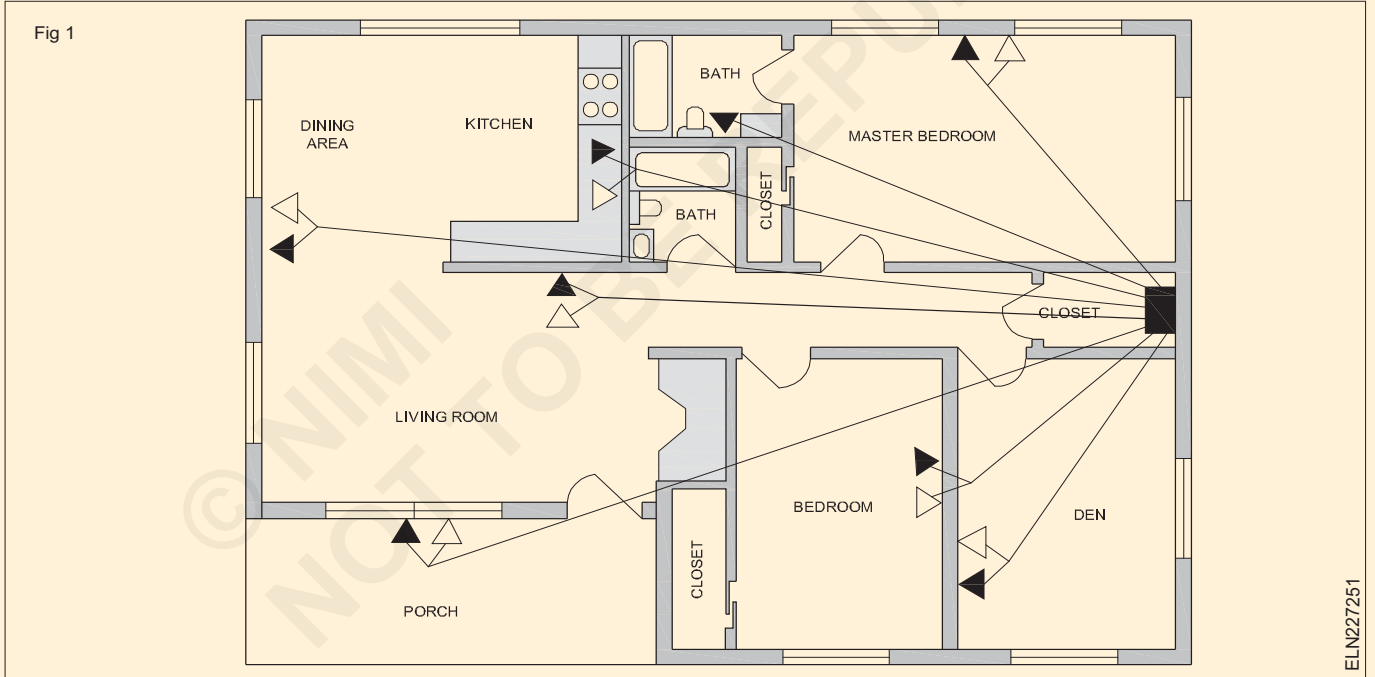 Fig 1
BATH
DINING
AREA
KITCHEN
MASTER BEDROOM
CLOSET
BATH
CLOSET
LIVING ROOM
BEDROOM
DEN
CLOSET
PORCH
ELN227251
© NIMI
NOT TO BE REPU